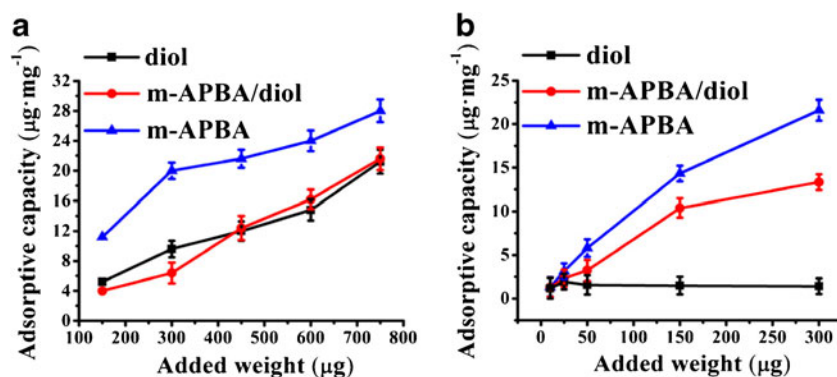 a
diol
m-APBA/diol
m-APBA
Adsorptive capacity (μg·mg⁻¹)
32
28
24
20
16
12
8
4
0
100 200 300 400 500 600 700 800
Added weight (μg)
b
diol
m-APBA/diol
m-APBA
Adsorptive capacity (μg·mg⁻¹)
25
20
15
10
5
0
0 50 100 150 200 250 300
Added weight (μg)